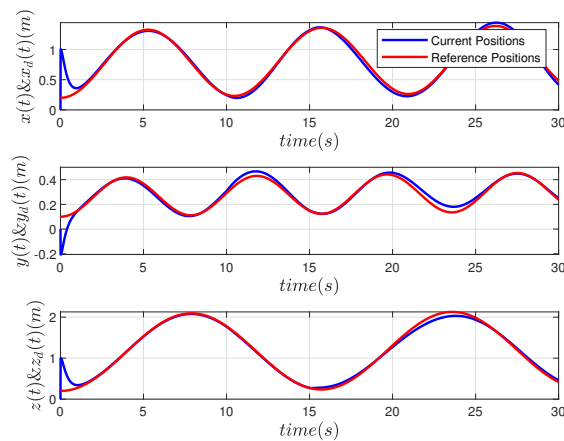 x(t)&x_d(t)(m)
1
0.5
0
0 5 10 15 20 25 30
time(s)
Current Positions
Reference Positions
y(t)&y_d(t)(m)
0.4
0.2
0
-0.2
0 5 10 15 20 25 30
time(s)
z(t)&z_d(t)(m)
2
1
0
0 5 10 15 20 25 30
time(s)